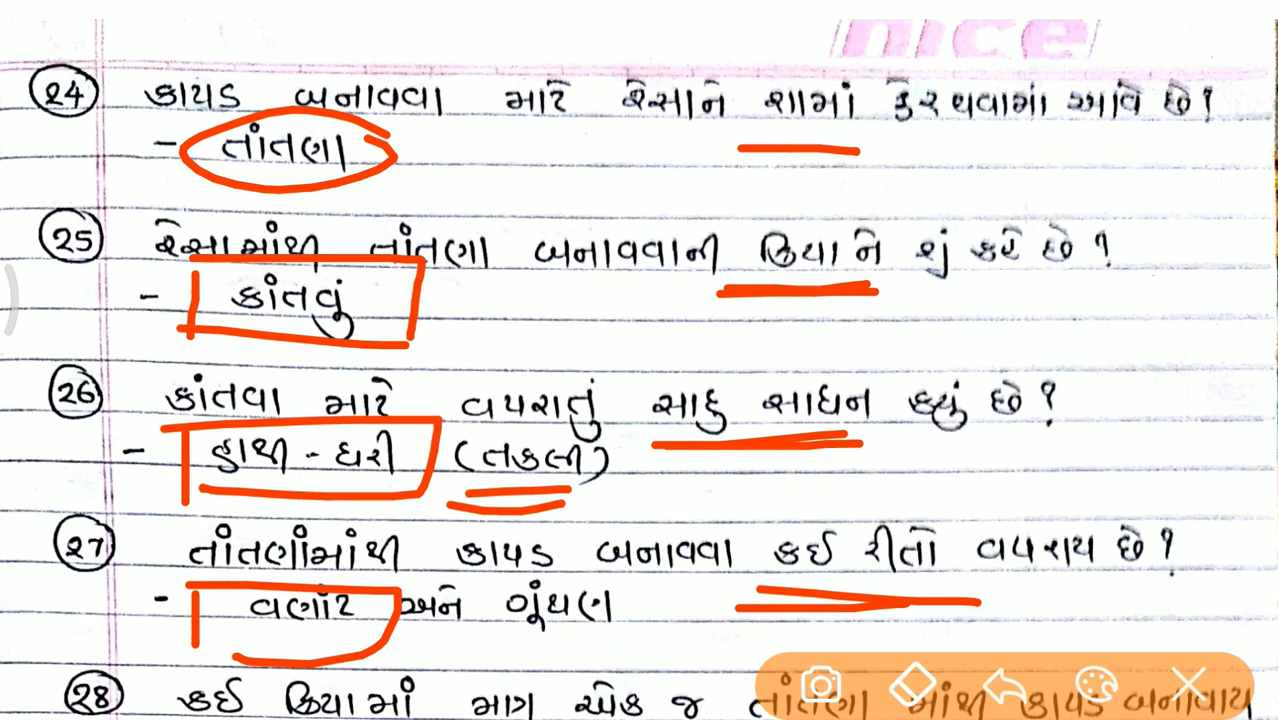 nice
24 કાપડ બનાવવા માટે રેસાને શામાં ફેરવવામાં આવે છે?
- તાંતણા
25 રેસામાંથી તાંતણા બનાવવાની ક્રિયાને શું કહે છે?
- કાંતવું
26 કાંતવા માટે વપરાતું સાદુ સાધન કયું છે?
- હાથી - ધરી (તકલી)
27 તાંતણાંમાંથી કાપડ બનાવવા કઈ રીતો વપરાય છે?
- વણાટ અને ગૂંથણ
28 કઈ ક્રિયામાં માત્ર એક જ તાંતણા માંથી કાપડ બનાવાય